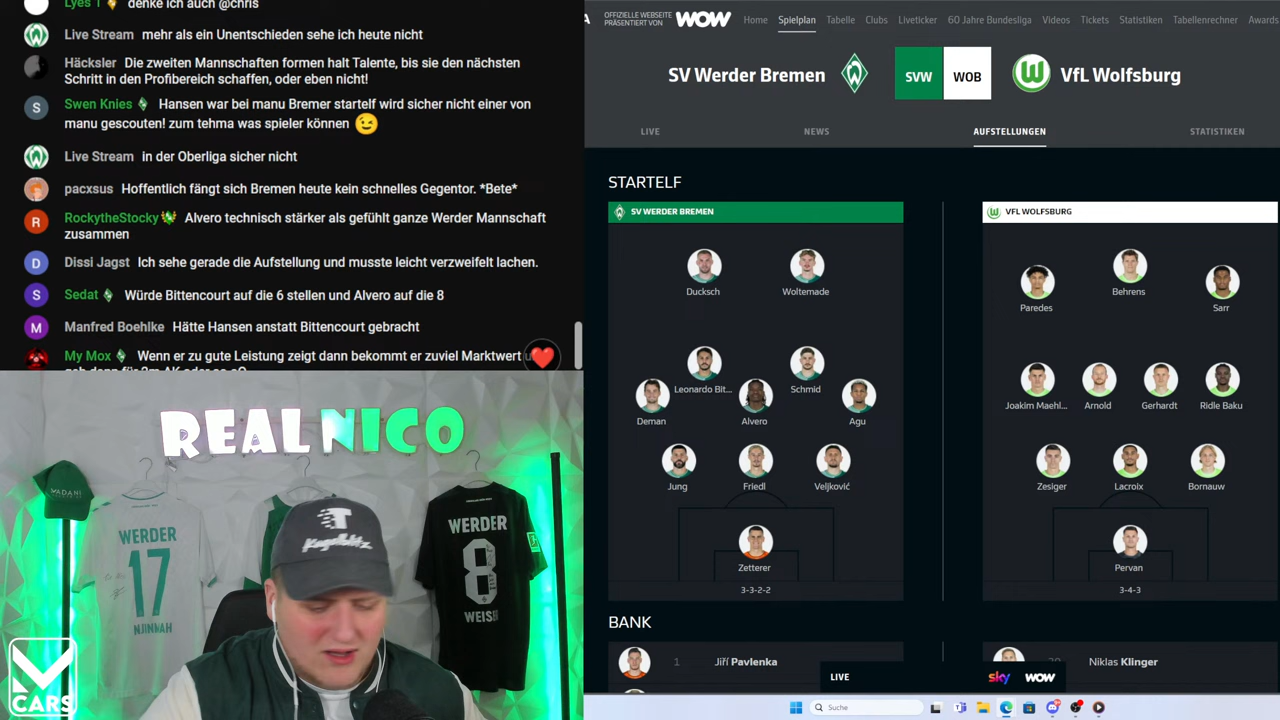 Lyes 1 denke ich auch @chris
Live Stream mehr als ein Unentschieden sehe ich heute nicht
Häcksler Die zweiten Mannschaften formen halt Talente, bis sie den nächsten
Schritt in den Profibereich schaffen, oder eben nicht!
Swen Knies Hansen war bei manu Bremer startelf wird sicher nicht einer von
manu gescouten! zum tehma was spieler können 😉
Live Stream in der Oberliga sicher nicht
pacxsus Hoffentlich fängt sich Bremen heute kein schnelles Gegentor. *Bete*
RockytheStocky Alvero technisch stärker als gefühlt ganze Werder Mannschaft
zusammen
Dissi Jagst Ich sehe gerade die Aufstellung und musste leicht verzweifelt lachen.
Sedat Würde Bittencourt auf die 6 stellen und Alvero auf die 8
Manfred Boehlke Hätte Hansen anstatt Bittencourt gebracht
My Mox Wenn er zu gute Leistung zeigt dann bekommt er zuviel Marktwert
REALNICO
WERDER
17
NJINMAH
WERDER
8
WEISER
CARS
OFFIZIELLE WEBSEITE
PRÄSENTIERT VON
WOW
Home Spielplan Tabelle Clubs Liveticker 60 Jahre Bundesliga Videos Tickets Statistiken Tabellenrechner Awards
SV Werder Bremen SVW WOB VfL Wolfsburg
LIVE NEWS AUFSTELLUNGEN STATISTIKEN
STARTELF
SV WERDER BREMEN
Ducksch Woltemade
Leonardo Bit... Schmid
Deman Alvero Agu
Jung Friedl Veljković
Zetterer
3-3-2-2
VFL WOLFSBURG
Paredes Behrens Sarr
Joakim Maehl... Arnold Gerhardt Ridle Baku
Zesiger Lacroix Bornauw
Pervan
3-4-3
BANK
1 Jiří Pavlenka
Niklas Klinger
LIVE sky WOW
Suche